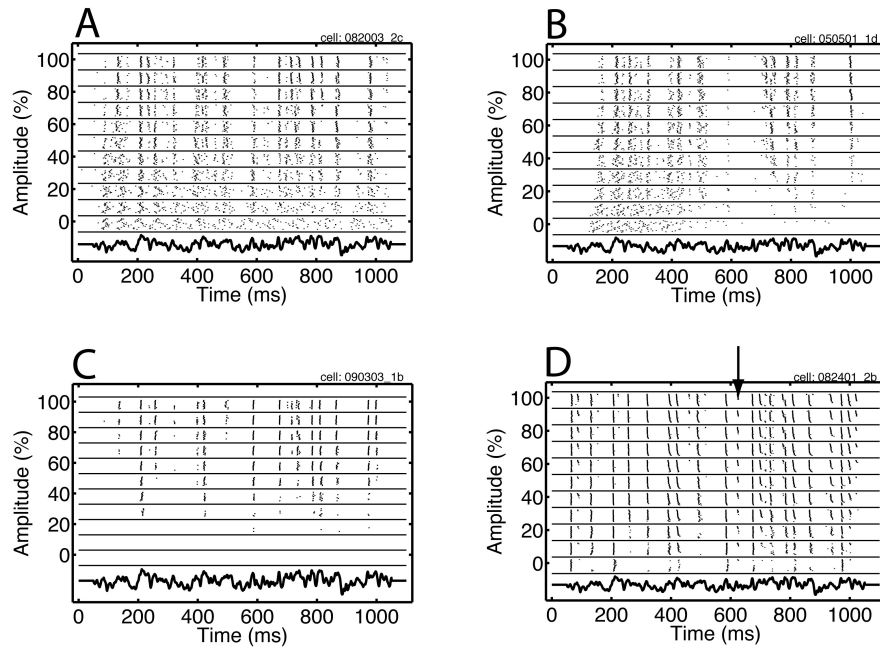 A
cell: 082003_2c
Amplitude (%)
100
80
60
40
20
0
0 200 400 600 800 1000
Time (ms)
B
cell: 050501_1d
Amplitude (%)
100
80
60
40
20
0
0 200 400 600 800 1000
Time (ms)
C
cell: 090303_1b
Amplitude (%)
100
80
60
40
20
0
0 200 400 600 800 1000
Time (ms)
D
cell: 082401_2b
Amplitude (%)
100
80
60
40
20
0
0 200 400 600 800 1000
Time (ms)